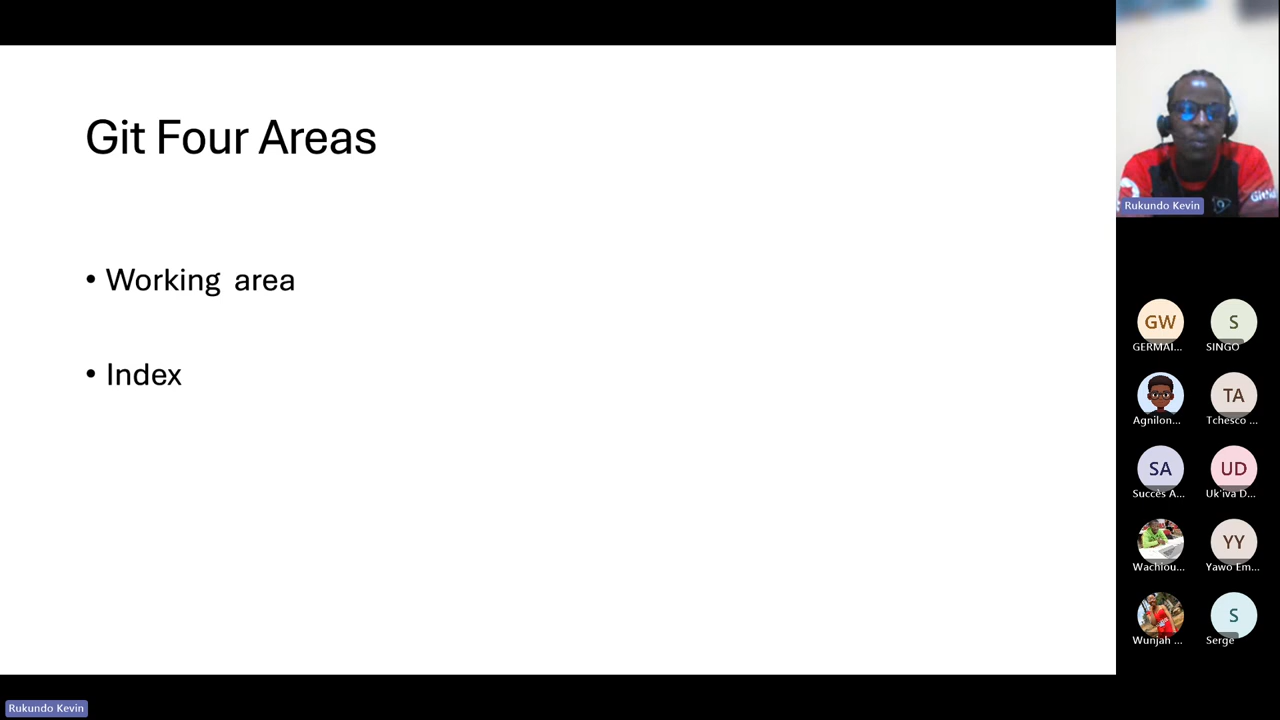 Git Four Areas
• Working area
• Index
Rukundo Kevin
GW
GERMAI...
S
SINGO
Agnilon...
TA
Tchesco ...
SA
Succès A...
UD
Uk'iva D...
Wachiou...
YY
Yawo Em...
Wunjah ...
S
Serge
Rukundo Kevin